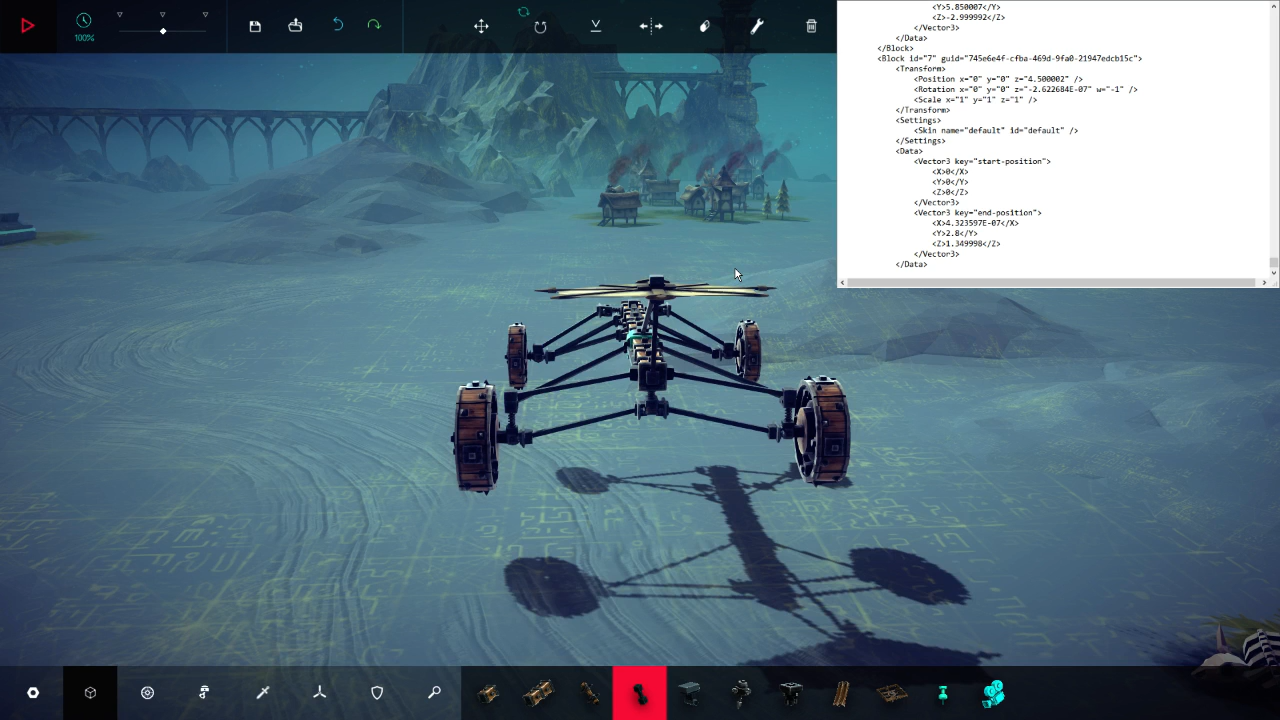 100%
<Y>5.850007</Y>
<Z>-2.999992</Z>
</Vector3>
</Data>
</Block>
<Block id="7" guid="745e6e4f-cfba-469d-9fa0-21947edcb15c">
<Transform>
<Position x="0" y="0" z="4.500002" />
<Rotation x="0" y="0" z="-2.622684E-07" w="-1" />
<Scale x="1" y="1" z="1" />
</Transform>
<Settings>
<Skin name="default" id="default" />
</Settings>
<Data>
<Vector3 key="start-position">
<X>0</X>
<Y>0</Y>
<Z>0</Z>
</Vector3>
<Vector3 key="end-position">
<X>4.323597E-07</X>
<Y>2.8</Y>
<Z>1.349998</Z>
</Vector3>
</Data>